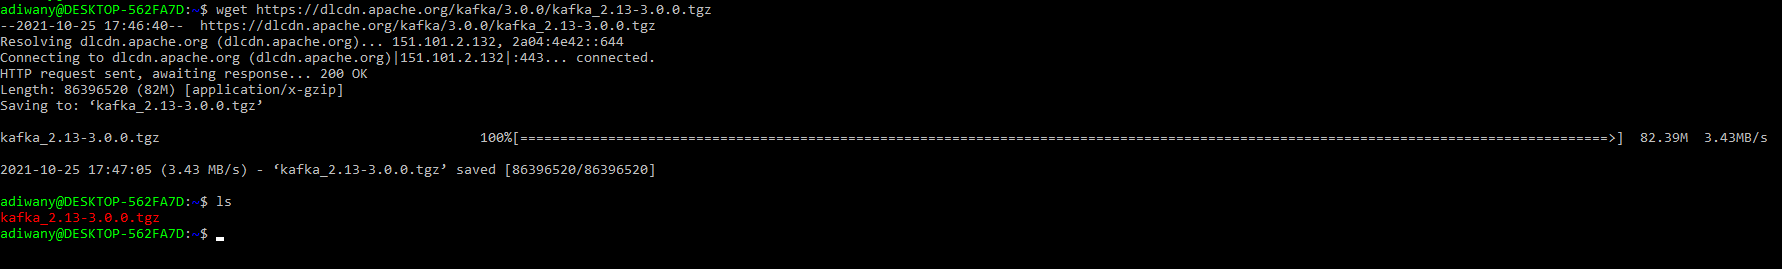 adiwany@DESKTOP-562FA7D:~$ wget https://dlcdn.apache.org/kafka/3.0.0/kafka_2.13-3.0.0.tgz
--2021-10-25 17:46:40--  https://dlcdn.apache.org/kafka/3.0.0/kafka_2.13-3.0.0.tgz
Resolving dlcdn.apache.org (dlcdn.apache.org)... 151.101.2.132, 2a04:4e42::644
Connecting to dlcdn.apache.org (dlcdn.apache.org)|151.101.2.132|:443... connected.
HTTP request sent, awaiting response... 200 OK
Length: 86396520 (82M) [application/x-gzip]
Saving to: ‘kafka_2.13-3.0.0.tgz’
kafka_2.13-3.0.0.tgz 100%[========================================================================================================================================>] 82.39M 3.43MB/s
2021-10-25 17:47:05 (3.43 MB/s) - ‘kafka_2.13-3.0.0.tgz’ saved [86396520/86396520]
adiwany@DESKTOP-562FA7D:~$ ls
kafka_2.13-3.0.0.tgz
adiwany@DESKTOP-562FA7D:~$